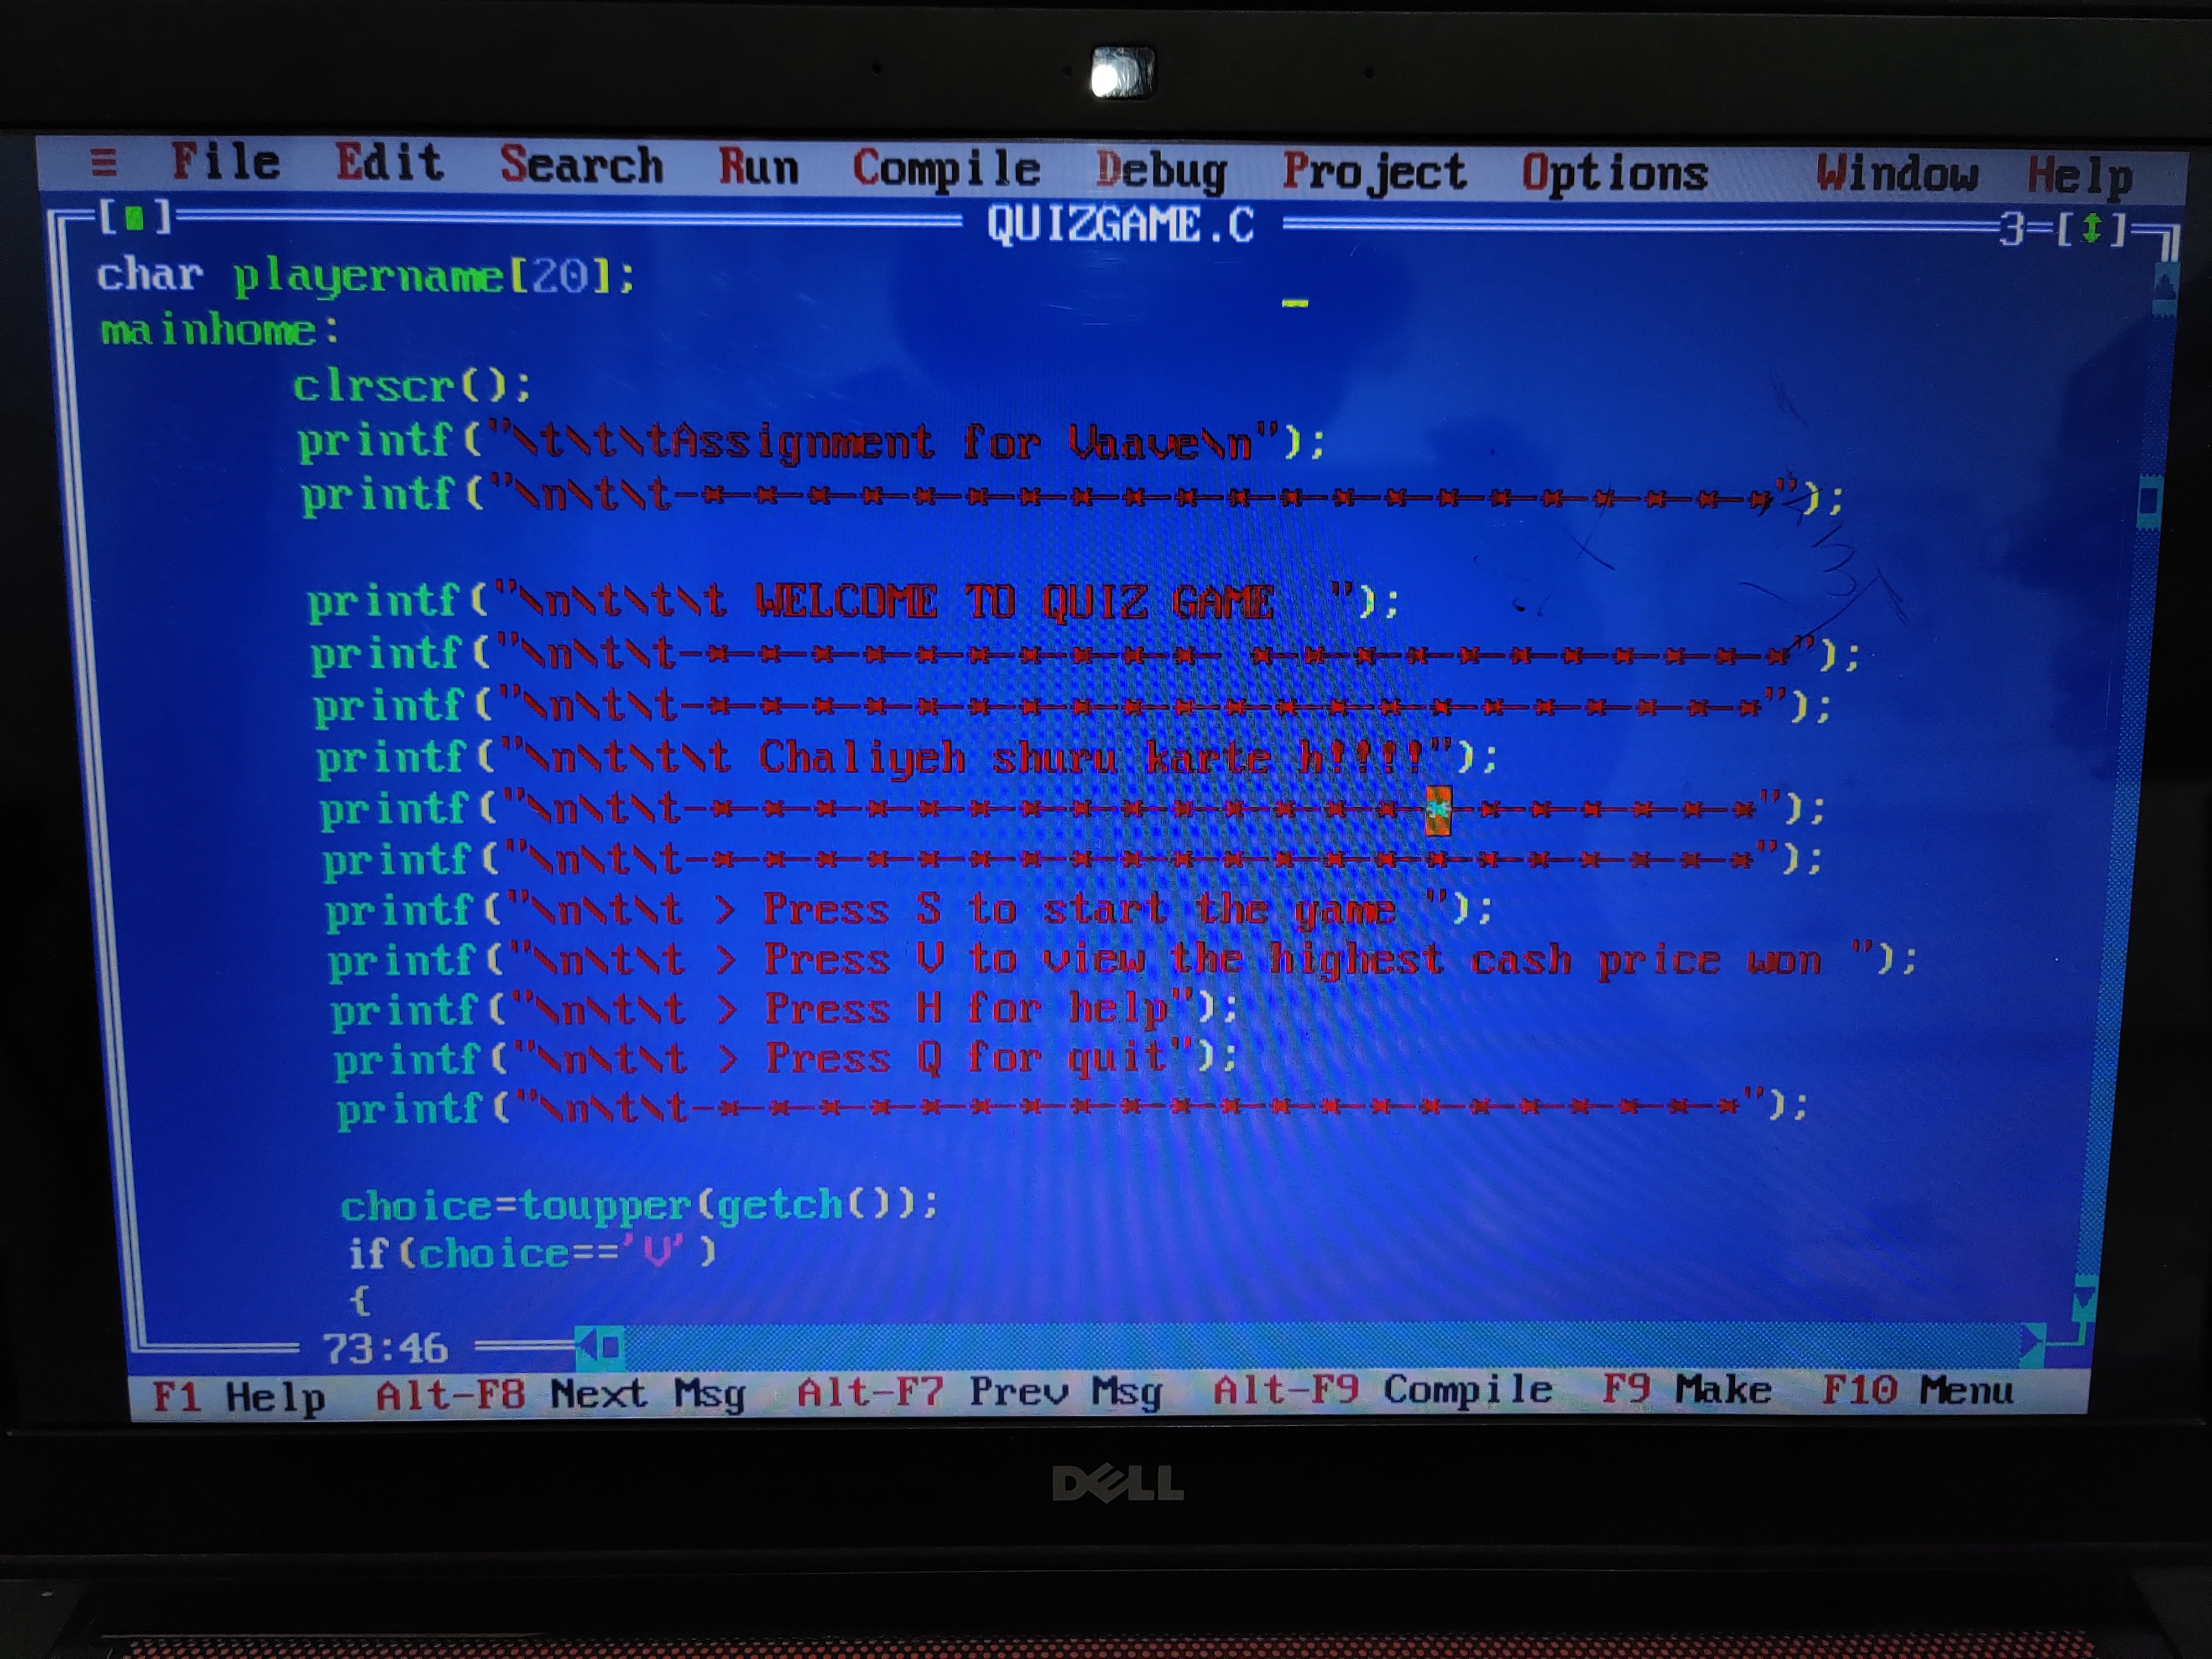 ≡ File Edit Search Run Compile Debug Project Options Window Help
[■] QUIZGAME.C 3=[↕]
char playername[20];
mainhome:
clrscr();
printf("\t\t\tAssignment for Vaave\n");
printf("\n\t\t-*-*-*-*-*-*-*-*-*-*-*-*-*-*-*-*-*-*-*-*-*");
printf("\n\t\t\t WELCOME TO QUIZ GAME  ");
printf("\n\t\t-*-*-*-*-*-*-*-*-*-*- *-*-*-*-*-*-*-*-*-*-*");
printf("\n\t\t-*-*-*-*-*-*-*-*-*-*-*-*-*-*-*-*-*-*-*-*-*");
printf("\n\t\t\t Chaliyeh shuru karte h!!!!");
printf("\n\t\t-*-*-*-*-*-*-*-*-*-*-*-*-*-*-*-*-*-*-*-*-*");
printf("\n\t\t-*-*-*-*-*-*-*-*-*-*-*-*-*-*-*-*-*-*-*-*-*");
printf("\n\t\t > Press S to start the game ");
printf("\n\t\t > Press V to view the highest cash price won ");
printf("\n\t\t > Press H for help");
printf("\n\t\t > Press Q for quit");
printf("\n\t\t-*-*-*-*-*-*-*-*-*-*-*-*-*-*-*-*-*-*-*-*-*");
choice=toupper(getch());
if(choice=='V')
{
73:46
F1 Help Alt-F8 Next Msg Alt-F7 Prev Msg Alt-F9 Compile F9 Make F10 Menu
DELL